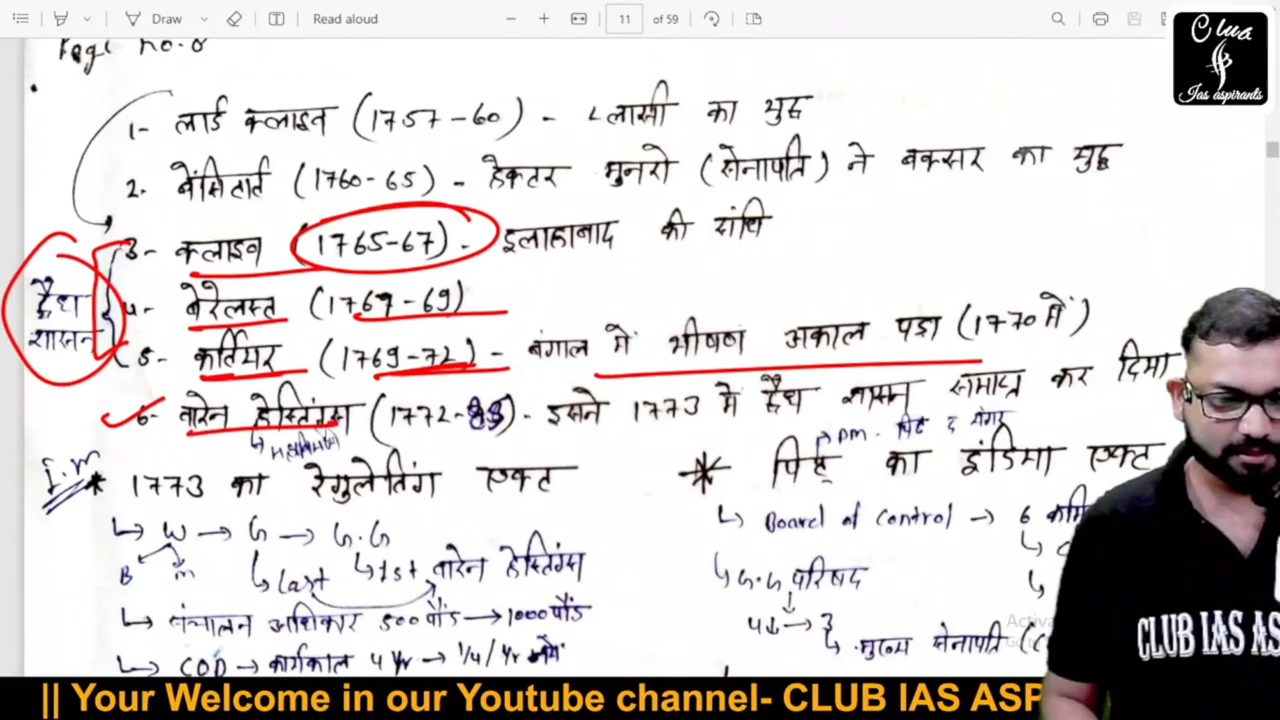 Draw
Read aloud
11 of 59
Clua
Ias aspirants
Page no. 8
1- लार्ड क्लाइव (1757-60) - प्लासी का युद्ध
2. वेंसिटार्ट (1760-65) - हेक्टर मुनरो (सेनापति) ने बक्सर का युद्ध
3- क्लाइव (1765-67) - इलाहाबाद की संधि
द्वैध शासन
4- वेरेलस्ट (1767-69)
5- कर्टियर (1769-72) - बंगाल में भीषण अकाल पड़ा (1770 में)
6- वारेन हेस्टिंग्स (1772- ) - इसने 1773 में द्वैध शासन समाप्त कर दिया
PM - पिट द यंगर
* 1773 का रेगुलेटिंग एक्ट
* पिट् का इंडिया एक्ट
↳ W → G → G.G
B m
↳ Last ↳ 1st वारेन हेस्टिंग्स
↳ Board of control → 6
↳ G.G परिषद
4↓ → 3
↳ मुख्य सेनापति (C
↳ संचालन अधिकार 500 पौंड → 1000 पौंड
↳ COD → कार्यकाल 4 yr → 1/4 / yr
Activa
CLUB IAS AS
|| Your Welcome in our Youtube channel- CLUB IAS ASP